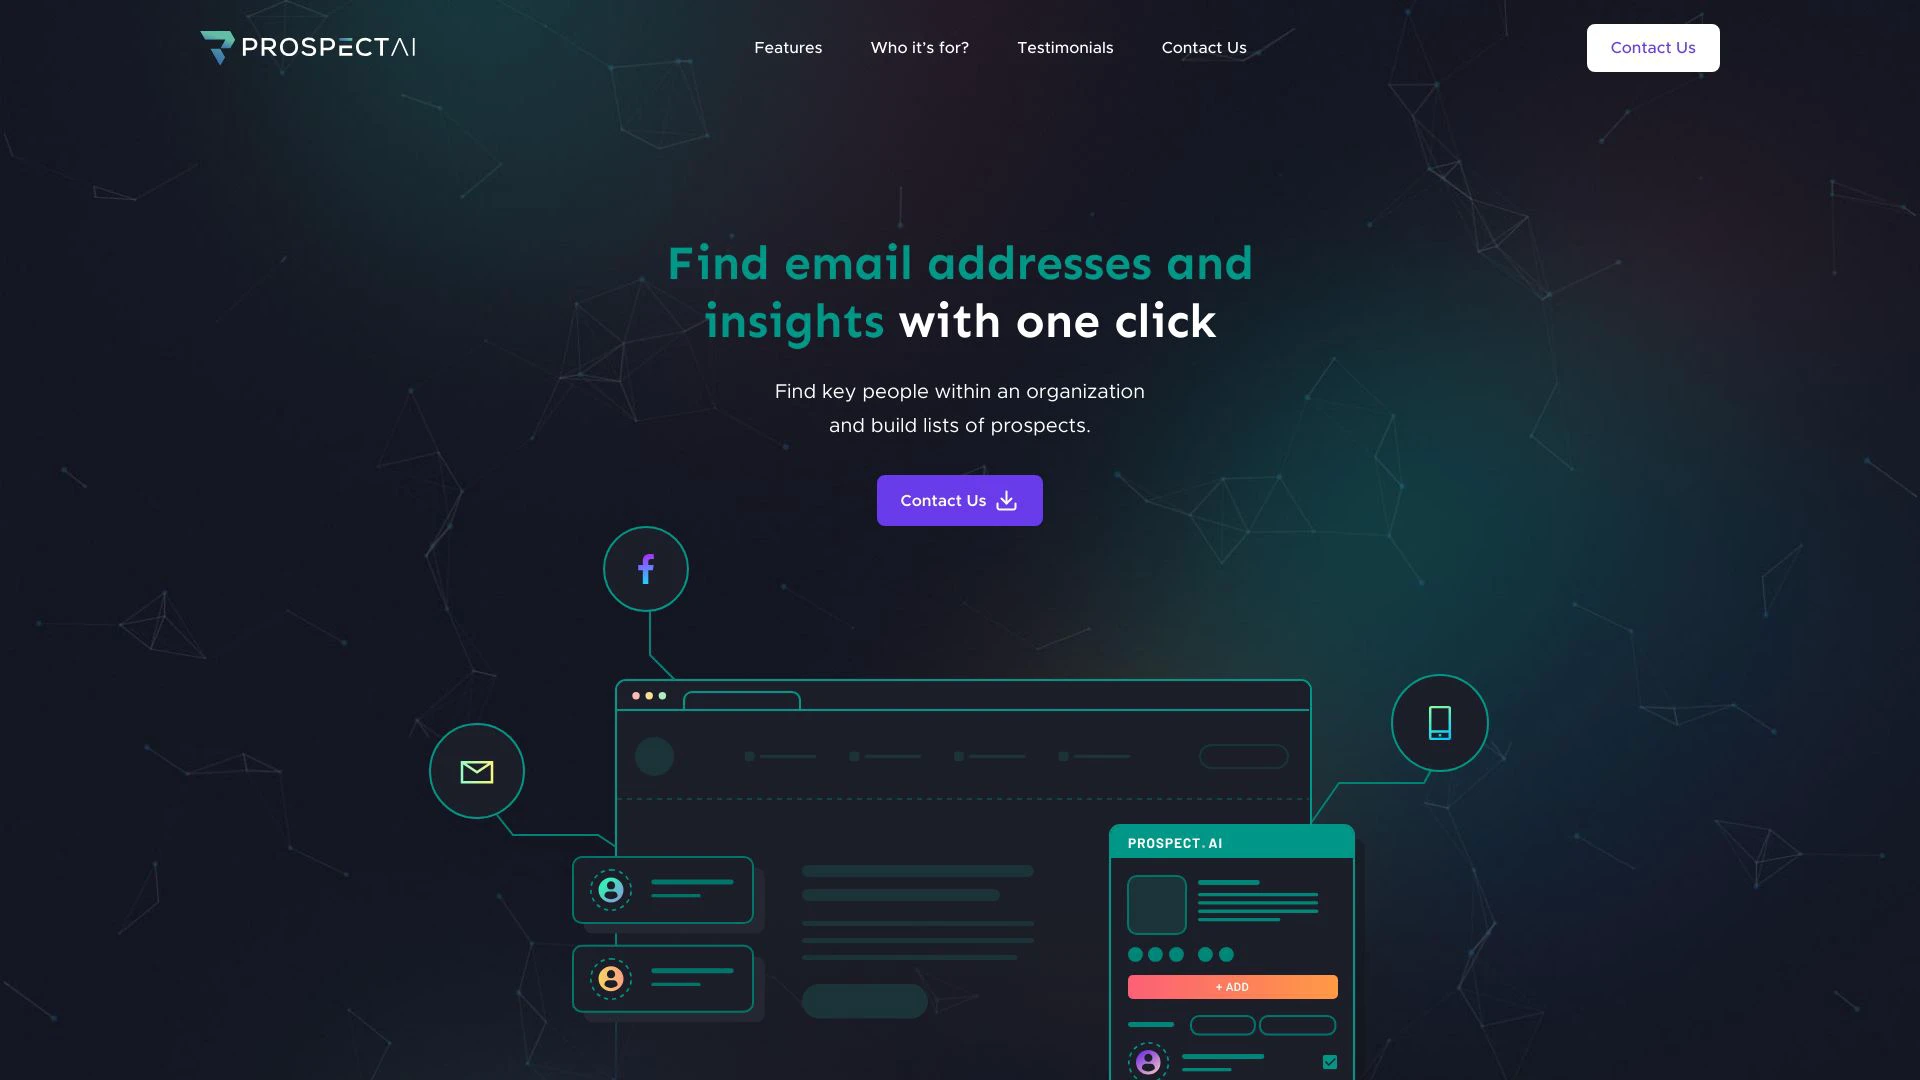 PROSPECTAI
Features
Who it’s for?
Testimonials
Contact Us
Contact Us
Find email addresses and
insights with one click
Find key people within an organization
and build lists of prospects.
Contact Us
PROSPECT.AI
+ ADD